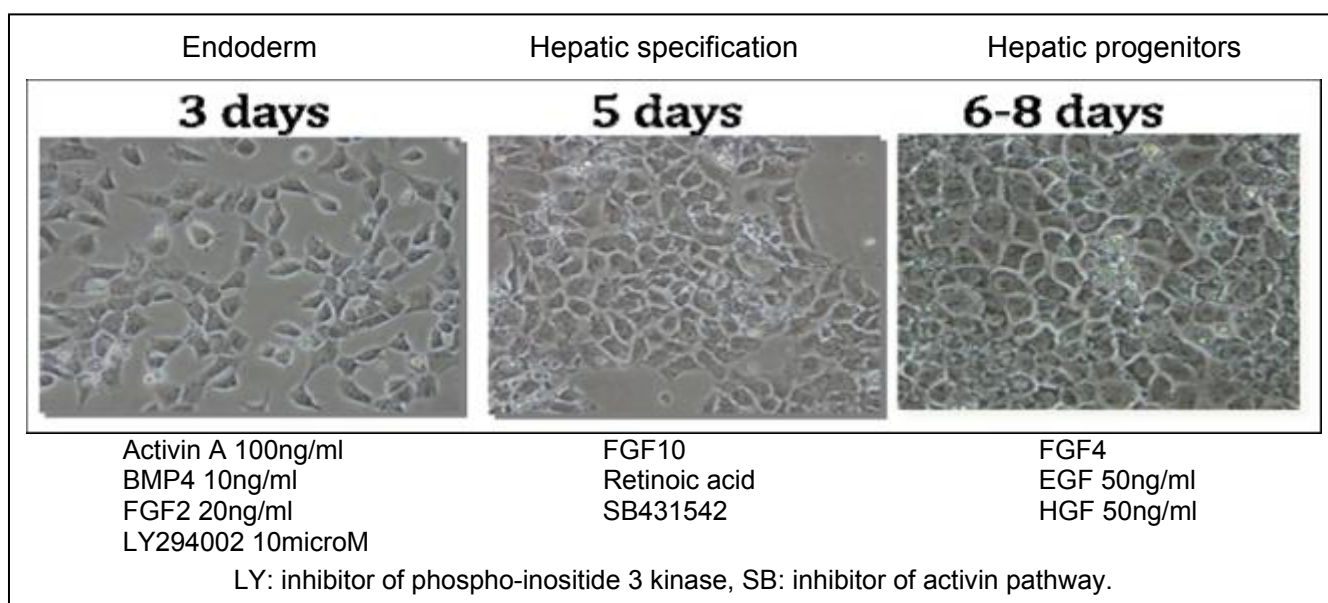 Endoderm
Hepatic specification
Hepatic progenitors
3 days
5 days
6-8 days
Activin A 100ng/ml
BMP4 10ng/ml
FGF2 20ng/ml
LY294002 10microM
FGF10
Retinoic acid
SB431542
FGF4
EGF 50ng/ml
HGF 50ng/ml
LY: inhibitor of phospho-inositide 3 kinase, SB: inhibitor of activin pathway.